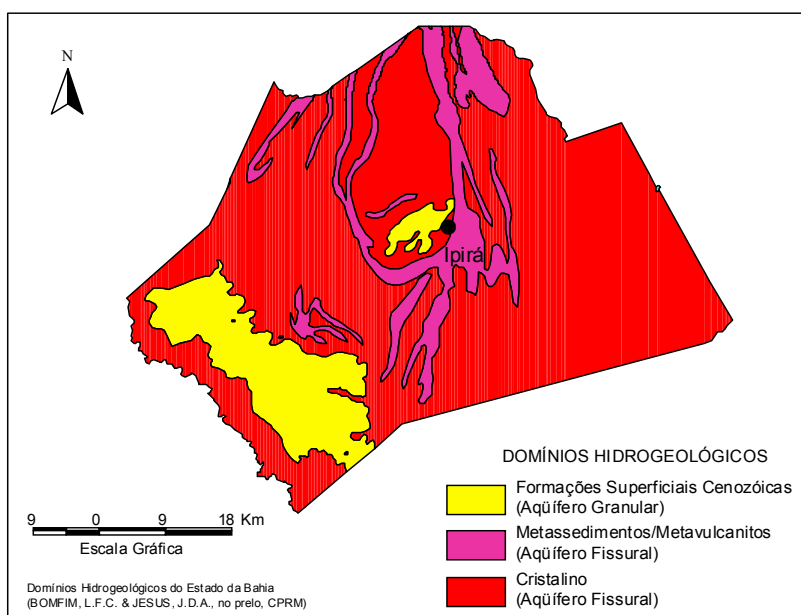 N
Ipirá
DOMÍNIOS HIDROGEOLÓGICOS
Formações Superficiais Cenozóicas
(Aqüífero Granular)
Metassedimentos/Metavulcanitos
(Aqüífero Fissural)
Cristalino
(Aqüífero Fissural)
9 0 9 18 Km
Escala Gráfica
Domínios Hidrogeológicos do Estado da Bahia
(BOMFIM, L.F.C. & JESUS, J.D.A., no prelo, CPRM)